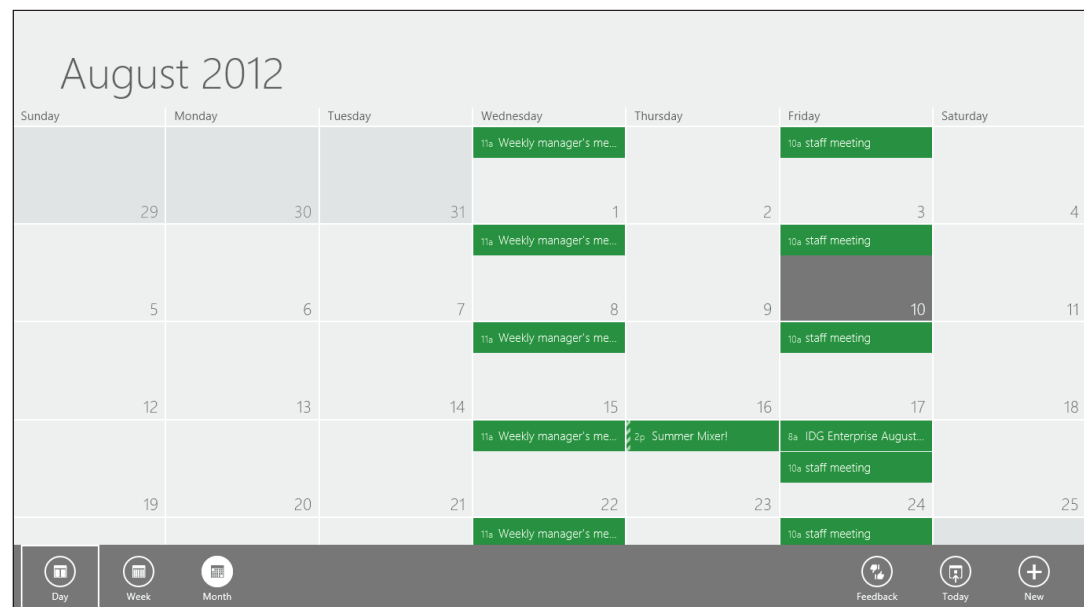 August 2012
Sunday Monday Tuesday Wednesday Thursday Friday Saturday
11a Weekly manager's me... 10a staff meeting
29 30 31 1 2 3 4
11a Weekly manager's me... 10a staff meeting
5 6 7 8 9 10 11
11a Weekly manager's me... 10a staff meeting
12 13 14 15 16 17 18
11a Weekly manager's me... 2p Summer Mixer! 8a IDG Enterprise August...
10a staff meeting
19 20 21 22 23 24 25
11a Weekly manager's me... 10a staff meeting
Day Week Month Feedback Today New